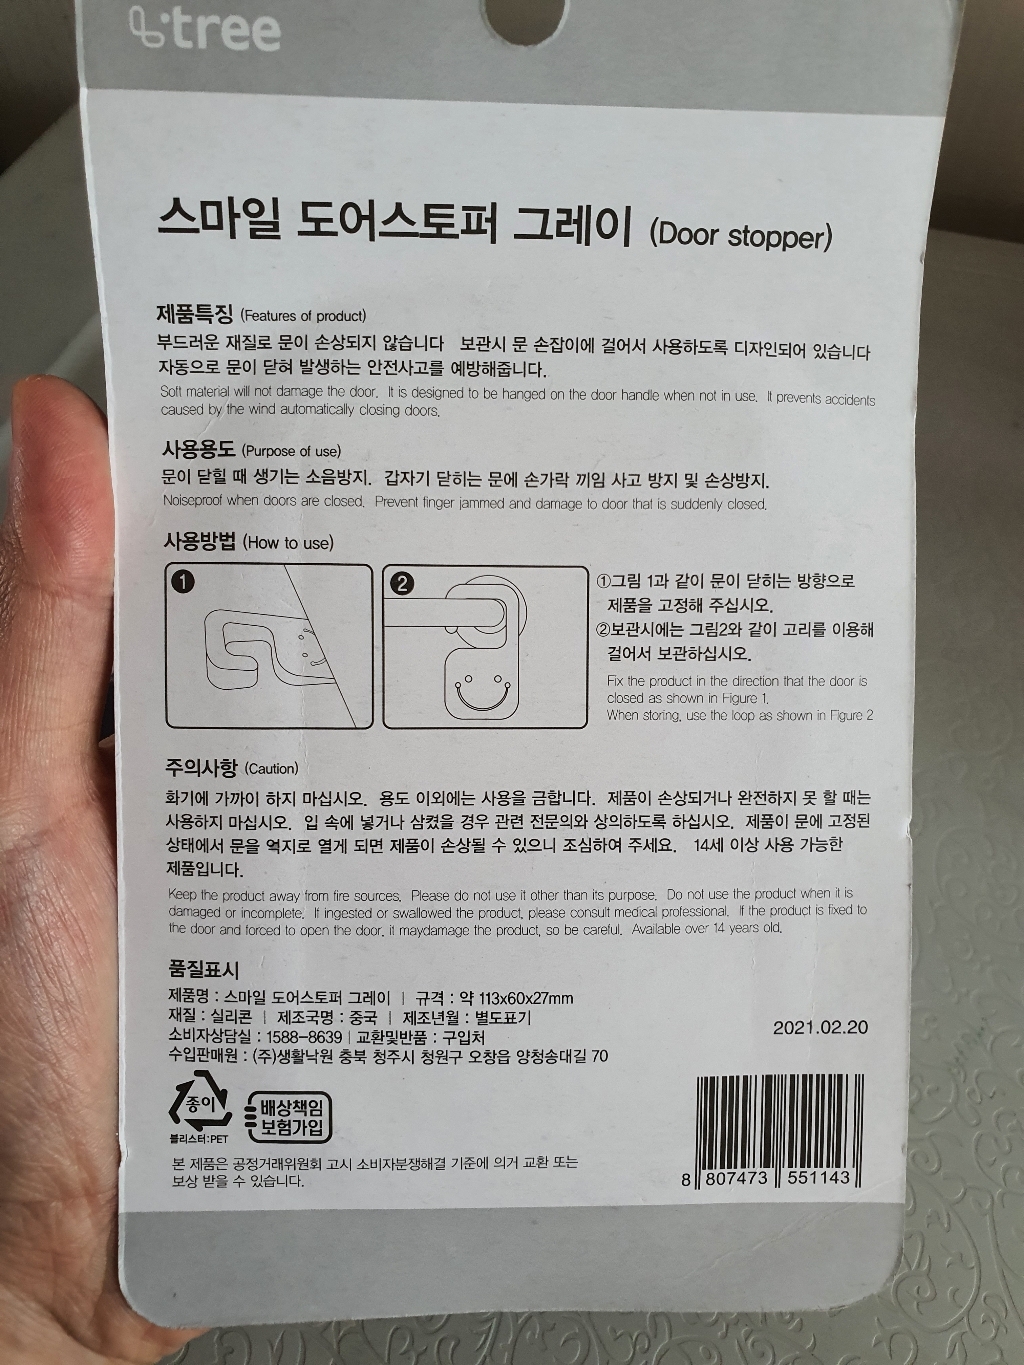 tree
스마일 도어스토퍼 그레이 (Door stopper)
제품특징 (Features of product)
부드러운 재질로 문이 손상되지 않습니다 보관시 문 손잡이에 걸어서 사용하도록 디자인되어 있습니다
자동으로 문이 닫혀 발생하는 안전사고를 예방해줍니다.
Soft material will not damage the door. It is designed to be hanged on the door handle when not in use. It prevents accidents
caused by the wind automatically closing doors.
사용용도 (Purpose of use)
문이 닫힐 때 생기는 소음방지. 갑자기 닫히는 문에 손가락 끼임 사고 방지 및 손상방지.
Noiseproof when doors are closed. Prevent finger jammed and damage to door that is suddenly closed.
사용방법 (How to use)
1
2
①그림 1과 같이 문이 닫히는 방향으로
제품을 고정해 주십시오.
②보관시에는 그림2와 같이 고리를 이용해
걸어서 보관하십시오.
Fix the product in the direction that the door is
closed as shown in Figure 1.
When storing, use the loop as shown in Figure 2
주의사항 (Caution)
화기에 가까이 하지 마십시오. 용도 이외에는 사용을 금합니다. 제품이 손상되거나 완전하지 못 할 때는
사용하지 마십시오. 입 속에 넣거나 삼켰을 경우 관련 전문의와 상의하도록 하십시오. 제품이 문에 고정된
상태에서 문을 억지로 열게 되면 제품이 손상될 수 있으니 조심하여 주세요. 14세 이상 사용 가능한
제품입니다.
Keep the product away from fire sources. Please do not use it other than its purpose. Do not use the product when it is
damaged or incomplete. If ingested or swallowed the product, please consult medical professional. If the product is fixed to
the door and forced to open the door, it maydamage the product, so be careful. Available over 14 years old.
품질표시
제품명 : 스마일 도어스토퍼 그레이 | 규격 : 약 113x60x27mm
재질 : 실리콘 | 제조국명 : 중국 | 제조년월 : 별도표기
소비자상담실 : 1588-8639 | 교환및반품 : 구입처
수입판매원 : (주)생활낙원 충북 청주시 청원구 오창읍 양청송대길 70
2021.02.20
종이
블리스터:PET
배상책임
보험가입
본 제품은 공정거래위원회 고시 소비자분쟁해결 기준에 의거 교환 또는
보상 받을 수 있습니다.
8 807473 551143